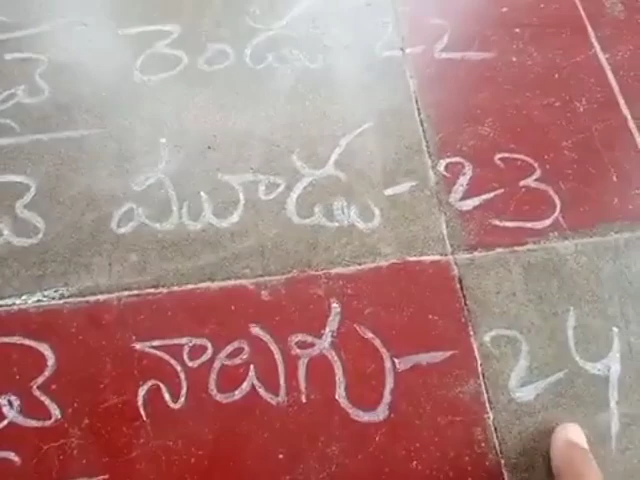 వై రెండు 22
వై మూడు - 23
వై నాలుగు - 24